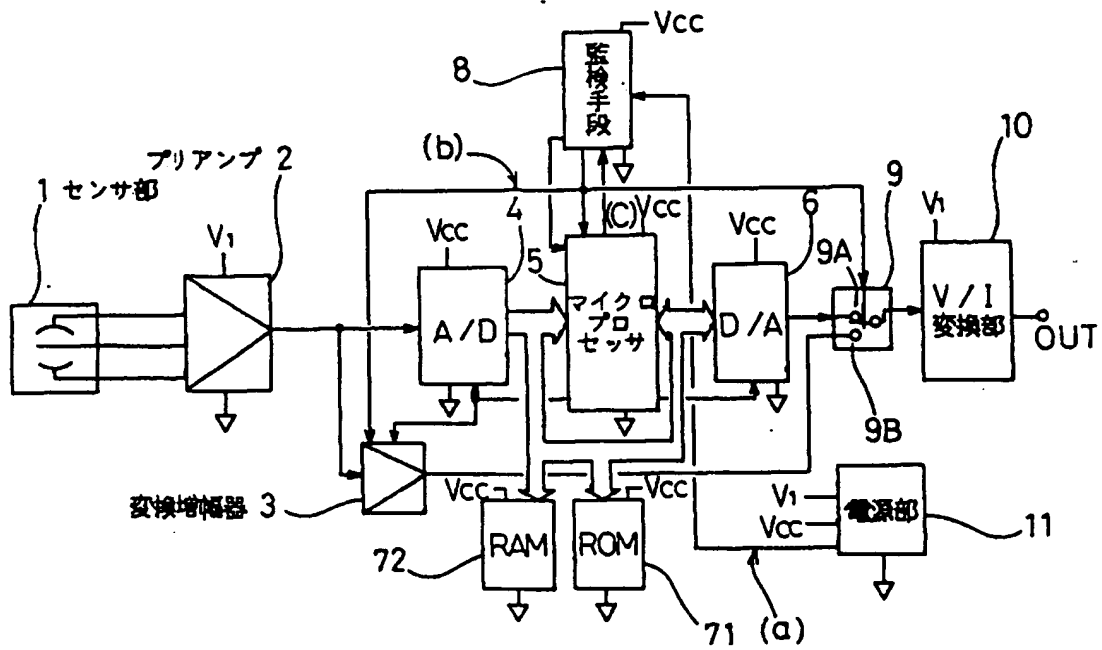 Vcc
8
監検手段
10
(b)
プリアンプ 2
1 センサ部
9
4
(C)
Vcc
6
V1
Vcc
Vcc
V1
5
9A
A/D
マイクロ
プロ
セッサ
D/A
V/I
変換部
OUT
9B
変換増幅器 3
Vcc
Vcc
V1
Vcc
電源部
11
72
RAM
ROM
71
(a)